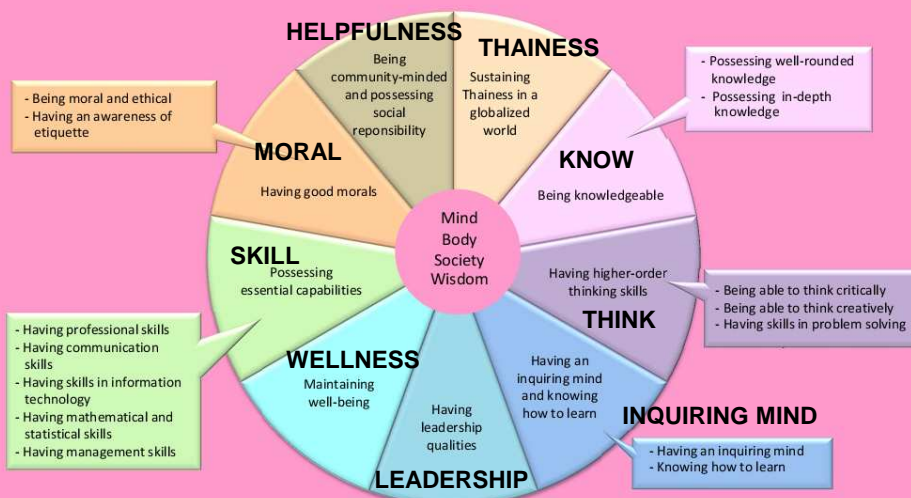 HELPFULNESS
Being
community-minded
and possessing
social
reponsibility
THAINESS
Sustaining
Thainess in a
globalized
world
- Possessing well-rounded
knowledge
- Possessing in-depth
knowledge
KNOW
Being knowledgeable
- Being moral and ethical
- Having an awareness of
etiquette
MORAL
Having good morals
Mind
Body
Society
Wisdom
SKILL
Possessing
essential capabilities
Having higher-order
thinking skills
THINK
- Being able to think critically
- Being able to think creatively
- Having skills in problem solving
- Having professional skills
- Having communication
skills
- Having skills in information
technology
- Having mathematical and
statistical skills
- Having management skills
WELLNESS
Maintaining
well-being
Having
leadership
qualities
LEADERSHIP
Having an
inquiring mind
and knowing
how to learn
INQUIRING MIND
- Having an inquiring mind
- Knowing how to learn